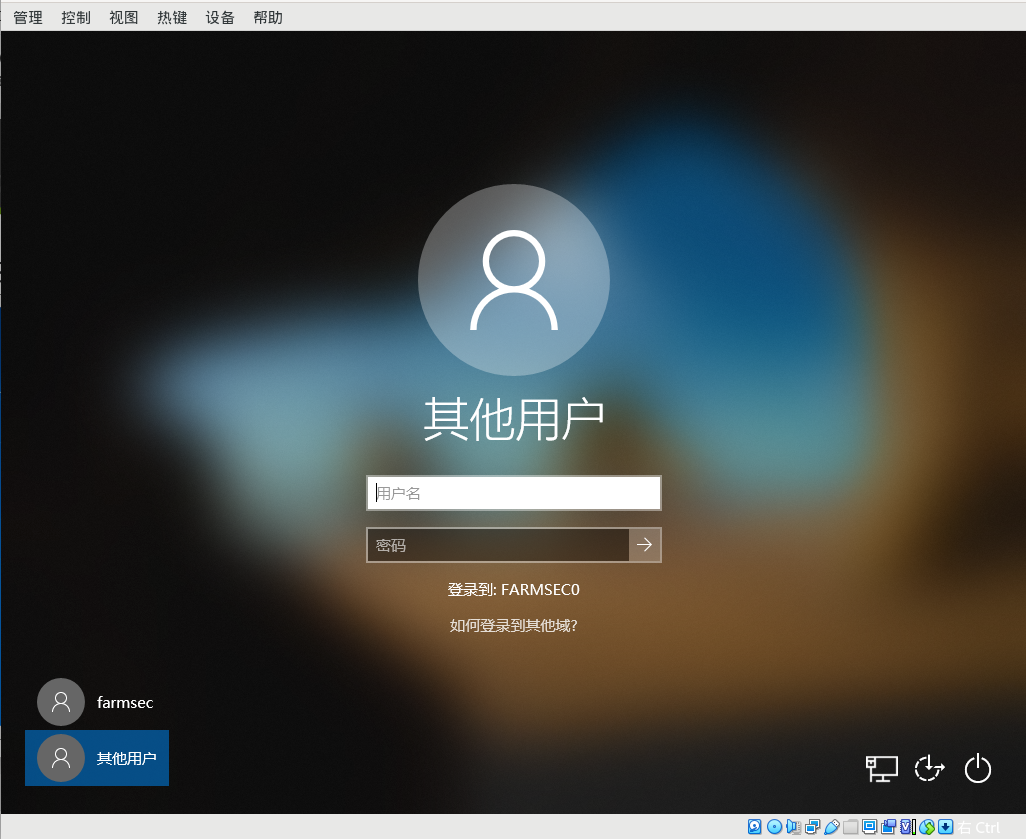 管理 控制 视图 热键 设备 帮助
其他用户
用户名
密码
登录到: FARMSEC0
如何登录到其他域?
farmsec
其他用户
右 Ctrl